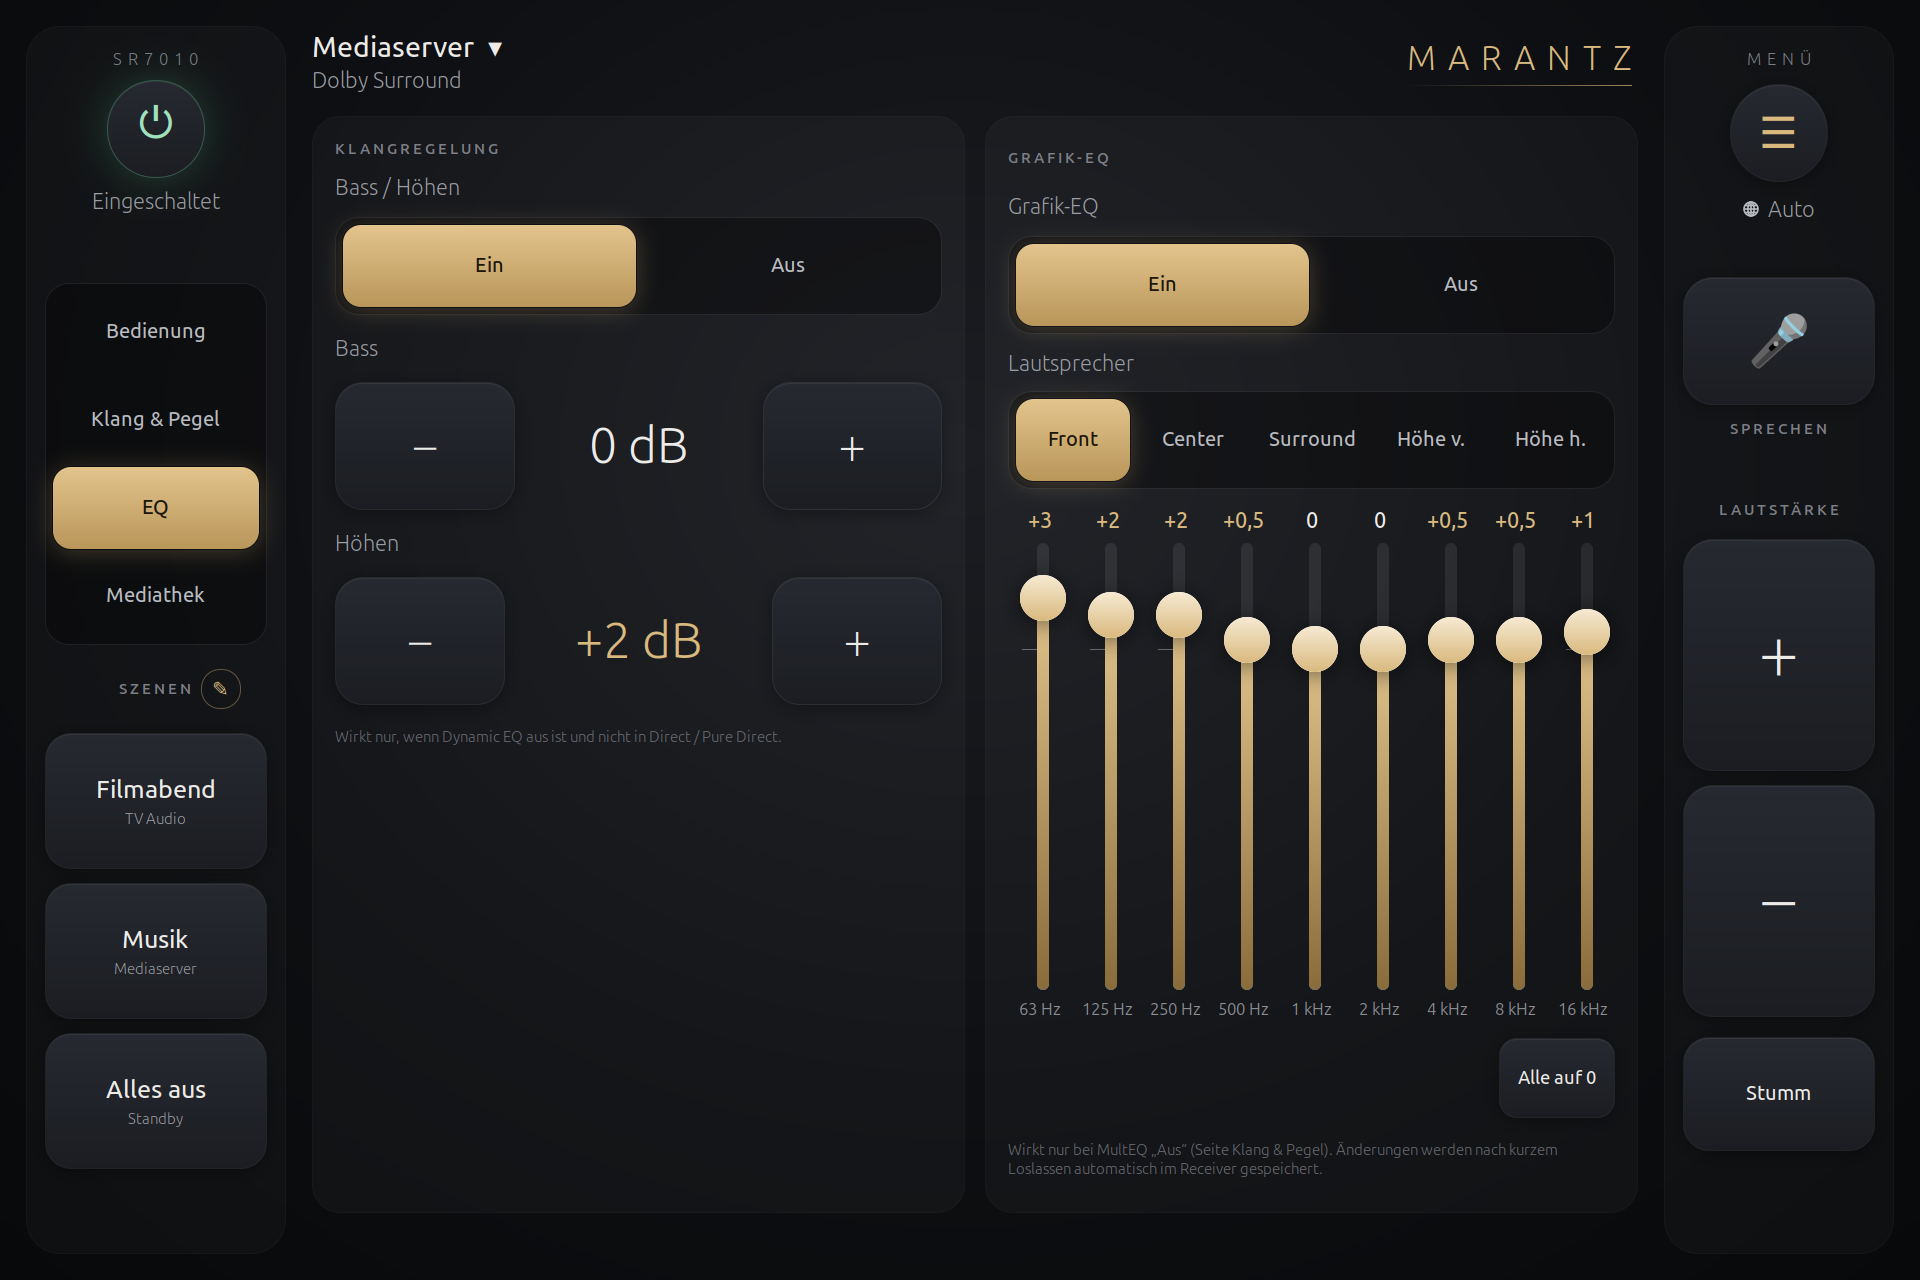 SR7010
Eingeschaltet
Bedienung
Klang & Pegel
EQ
Mediathek
SZENEN
Filmabend
TV Audio
Musik
Mediaserver
Alles aus
Standby
Mediaserver ▼
Dolby Surround
MARANTZ
KLANGREGELUNG
Bass / Höhen
Ein Aus
Bass
− 0 dB +
Höhen
− +2 dB +
Wirkt nur, wenn Dynamic EQ aus ist und nicht in Direct / Pure Direct.
GRAFIK-EQ
Grafik-EQ
Ein Aus
Lautsprecher
Front Center Surround Höhe v. Höhe h.
+3 +2 +2 +0,5 0 0 +0,5 +0,5 +1
63 Hz 125 Hz 250 Hz 500 Hz 1 kHz 2 kHz 4 kHz 8 kHz 16 kHz
Alle auf 0
Wirkt nur bei MultEQ „Aus“ (Seite Klang & Pegel). Änderungen werden nach kurzem
Loslassen automatisch im Receiver gespeichert.
MENÜ
Auto
SPRECHEN
LAUTSTÄRKE
+
−
Stumm